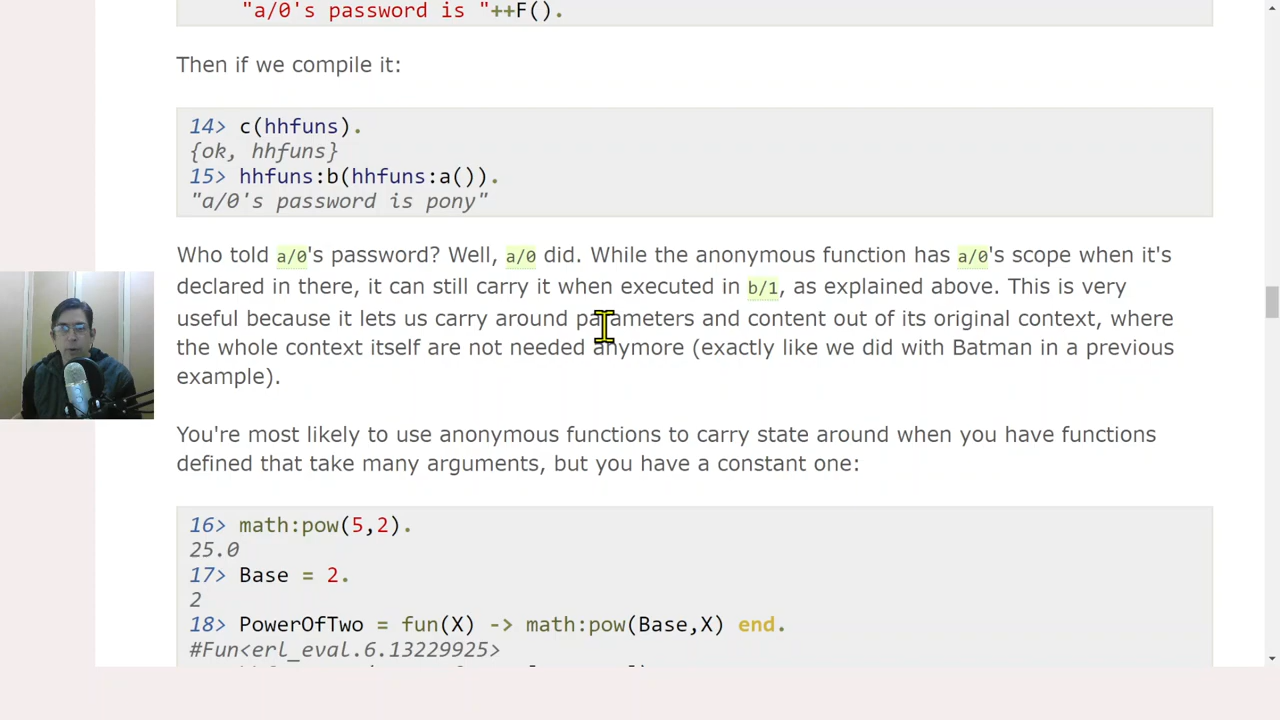 "a/0's password is "++F().
Then if we compile it:
14> c(hhfuns).
{ok, hhfuns}
15> hhfuns:b(hhfuns:a()).
"a/0's password is pony"
Who told a/0's password? Well, a/0 did. While the anonymous function has a/0's scope when it's
declared in there, it can still carry it when executed in b/1, as explained above. This is very
useful because it lets us carry around parameters and content out of its original context, where
the whole context itself are not needed anymore (exactly like we did with Batman in a previous
example).
You're most likely to use anonymous functions to carry state around when you have functions
defined that take many arguments, but you have a constant one:
16> math:pow(5,2).
25.0
17> Base = 2.
2
18> PowerOfTwo = fun(X) -> math:pow(Base,X) end.
#Fun<erl_eval.6.13229925>